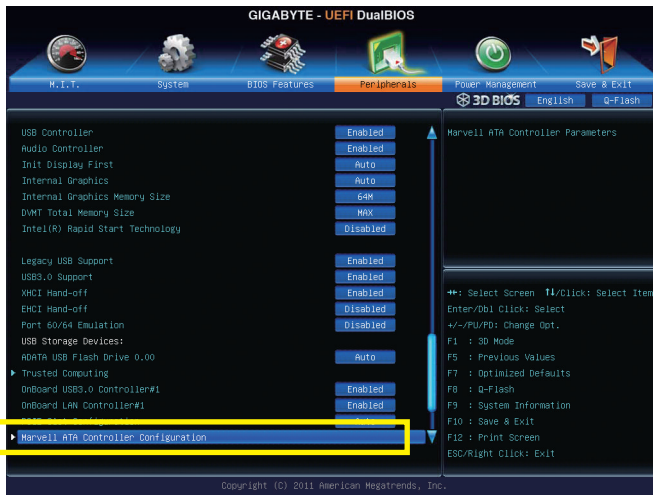 GIGABYTE - UEFI DualBIOS
M.I.T. System BIOS Features Peripherals Power Management Save & Exit
3D BIOS English Q-Flash
USB Controller Enabled
Audio Controller Enabled
Init Display First Auto
Internal Graphics Auto
Internal Graphics Memory Size 64M
DVMT Total Memory Size MAX
Intel(R) Rapid Start Technology Disabled
Legacy USB Support Enabled
USB3.0 Support Enabled
XHCI Hand-off Enabled
EHCI Hand-off Disabled
Port 60/64 Emulation Disabled
USB Storage Devices:
ADATA USB Flash Drive 0.00 Auto
Trusted Computing
OnBoard USB3.0 Controller#1 Enabled
OnBoard LAN Controller#1 Enabled
Marvell ATA Controller Configuration
Marvell ATA Controller Parameters
: Select Screen ↑↓/Click: Select Item
Enter/Dbl Click: Select
+/-/PU/PD: Change Opt.
F1 : 3D Mode
F5 : Previous Values
F7 : Optimized Defaults
F8 : Q-Flash
F9 : System Information
F10 : Save & Exit
F12 : Print Screen
ESC/Right Click: Exit
Copyright (C) 2011 American Megatrends, Inc.